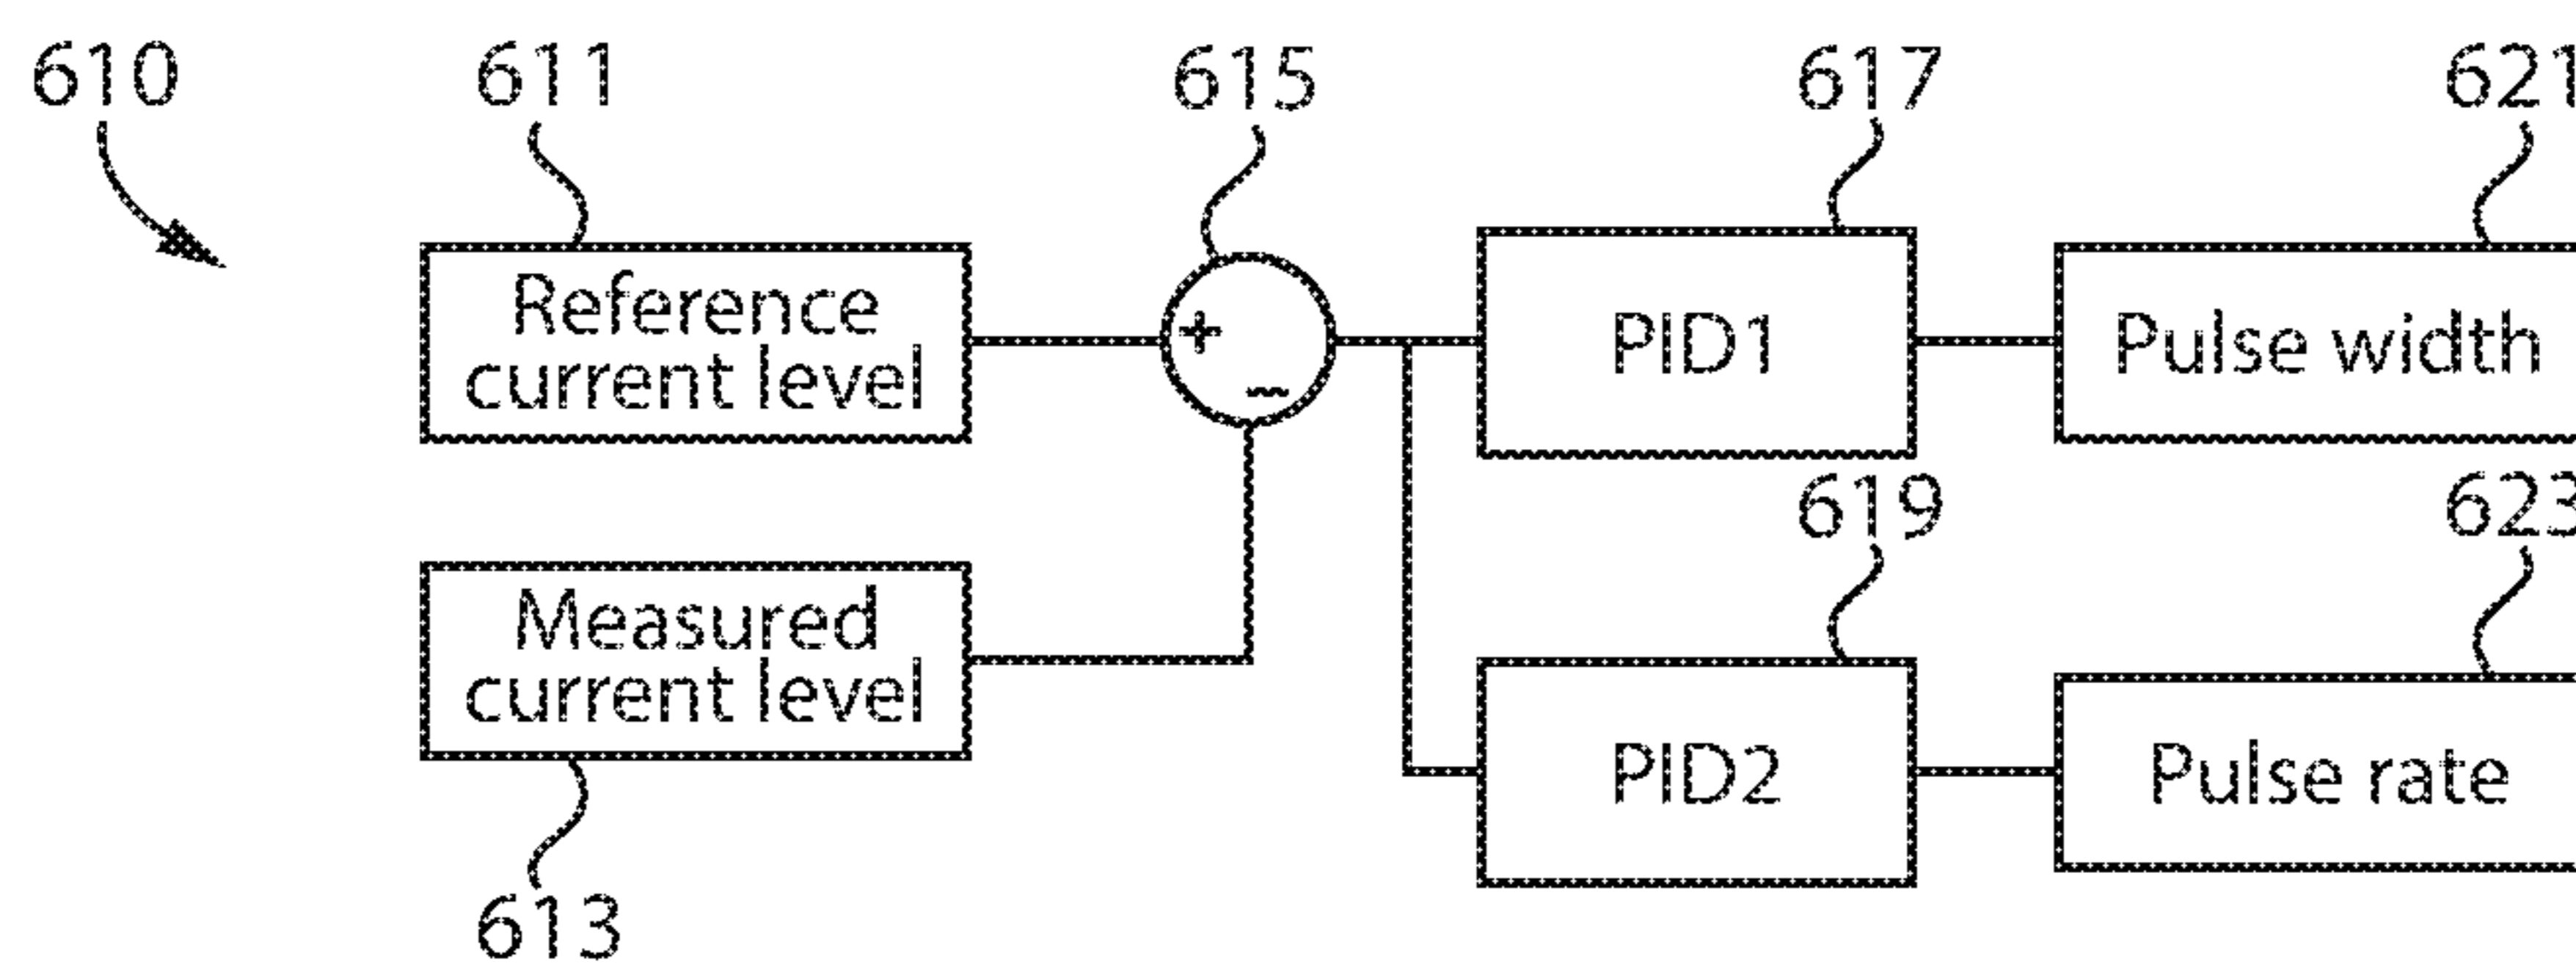 610
611
615
617
621
Reference
current level
+
−
PID1
Pulse width
619
623
Measured
current level
PID2
Pulse rate
613